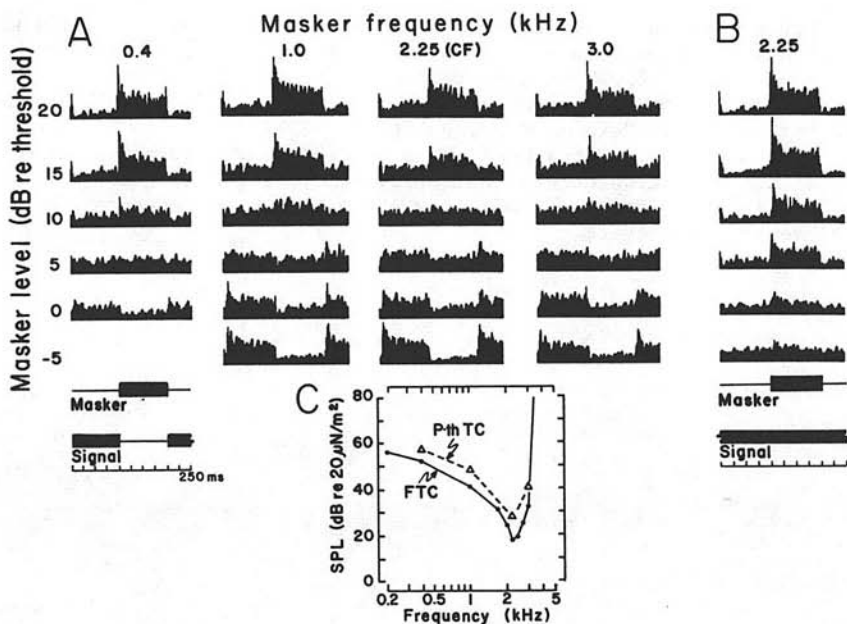 A
Masker frequency (kHz)
B
0.4
1.0
2.25 (CF)
3.0
2.25
Masker level (dB re threshold)
20
15
10
5
0
-5
Masker
Signal
250 ms
Masker
Signal
C
80
60
40
20
0
SPL (dB re 20μN/m²)
P-th TC
FTC
0.2
0.5
1
2
5
Frequency (kHz)